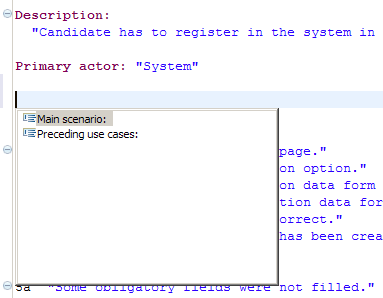 Description:
"Candidate has to register in the system in
Primary actor: "System"
Main scenario:
Preceding use cases:
page."
on option."
on data form
tion data for
orrect."
has been crea
5a "Some obligatory fields were not filled."